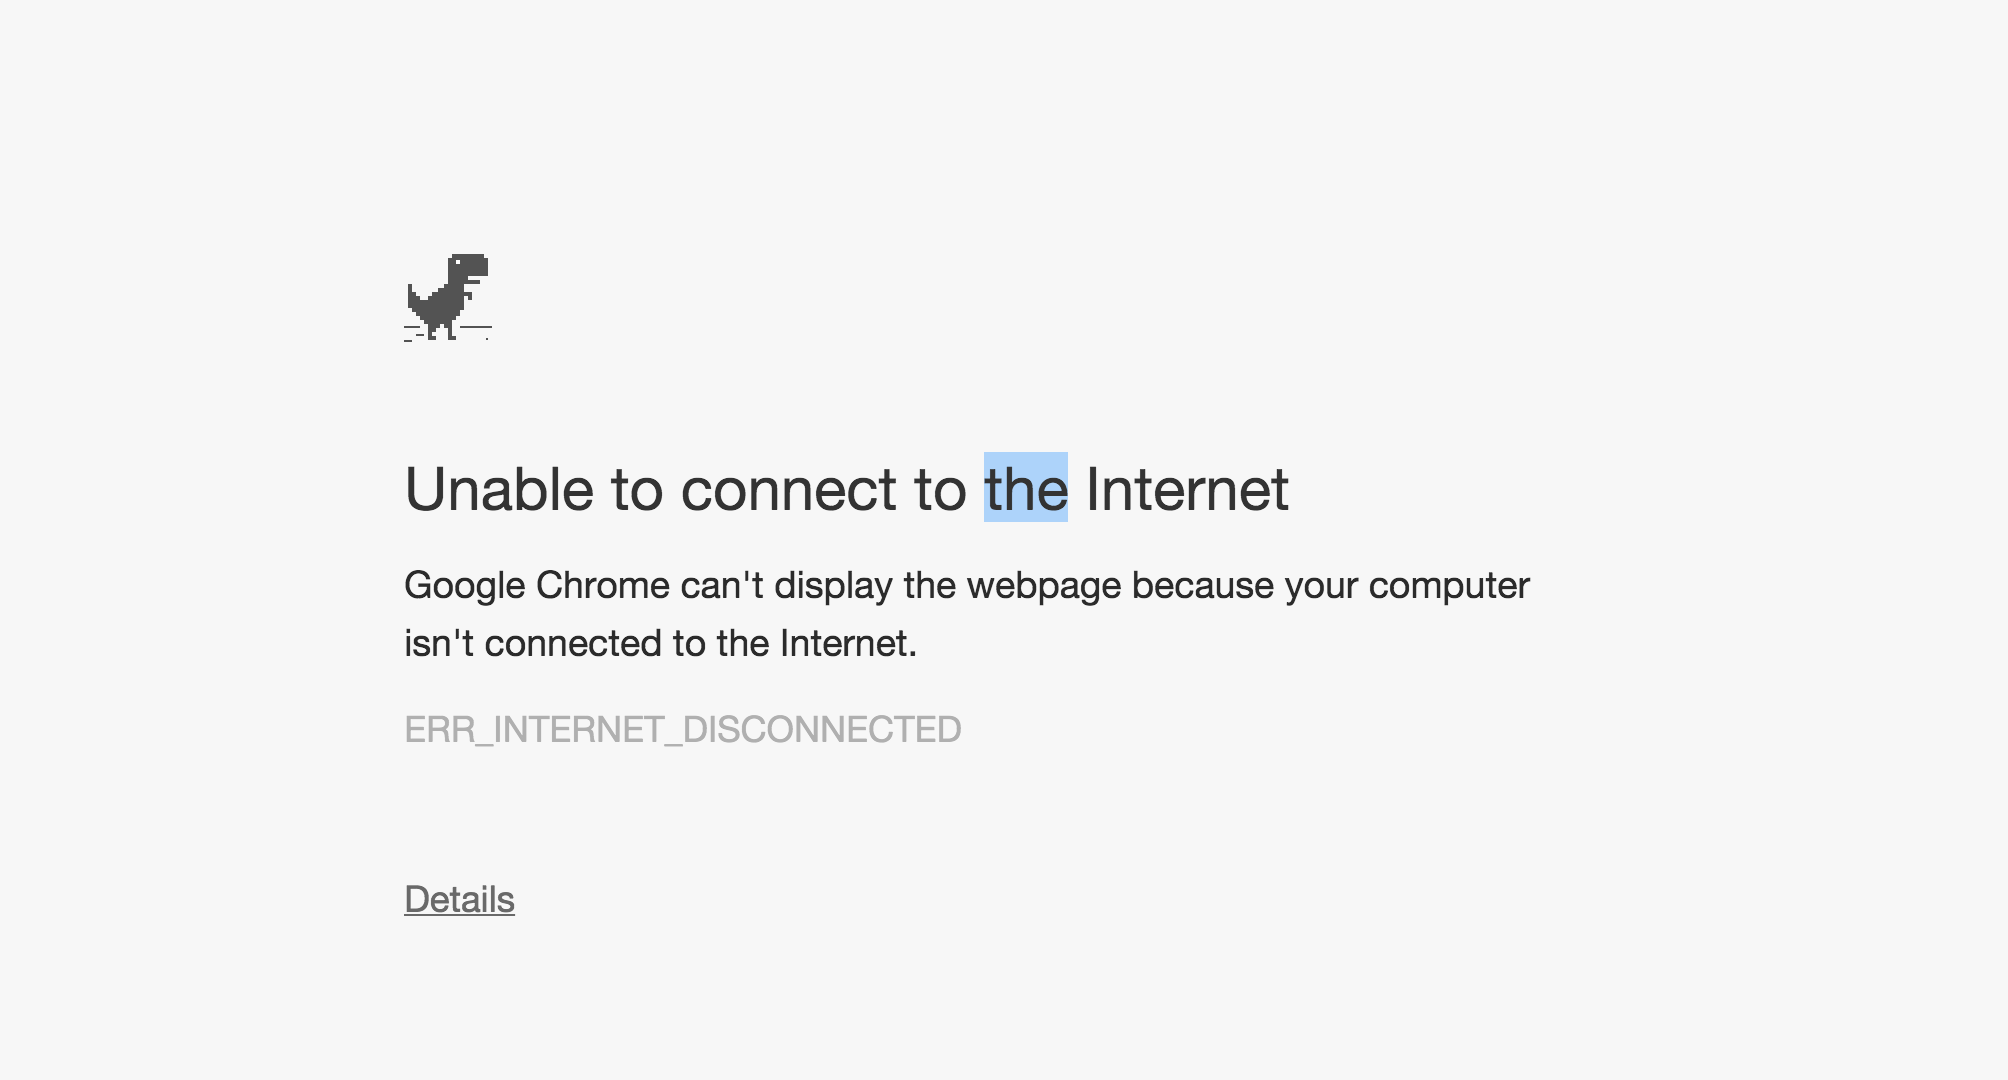 Unable to connect to the Internet
Google Chrome can't display the webpage because your computer
isn't connected to the Internet.
ERR_INTERNET_DISCONNECTED
Details